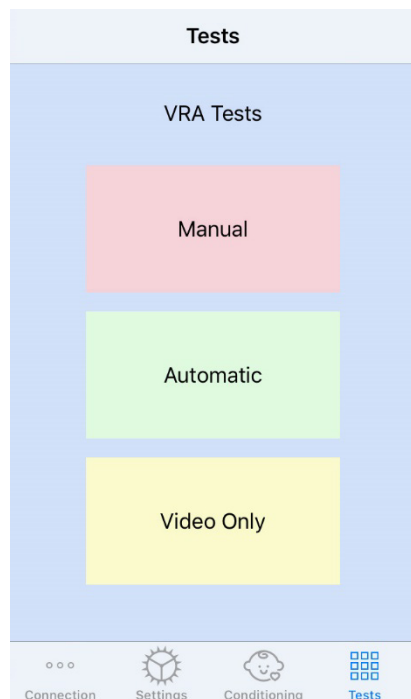 Tests
VRA Tests
Manual
Automatic
Video Only
Connection Settings Conditioning Tests